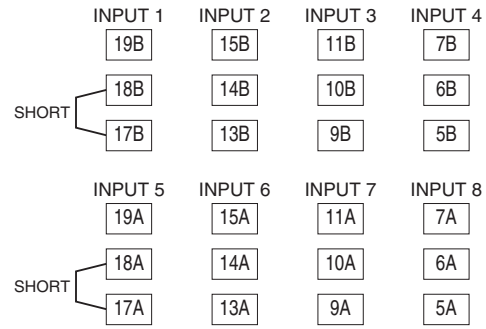 INPUT 1 INPUT 2 INPUT 3 INPUT 4
19B 15B 11B 7B
18B 14B 10B 6B
SHORT
17B 13B 9B 5B
INPUT 5 INPUT 6 INPUT 7 INPUT 8
19A 15A 11A 7A
18A 14A 10A 6A
SHORT
17A 13A 9A 5A